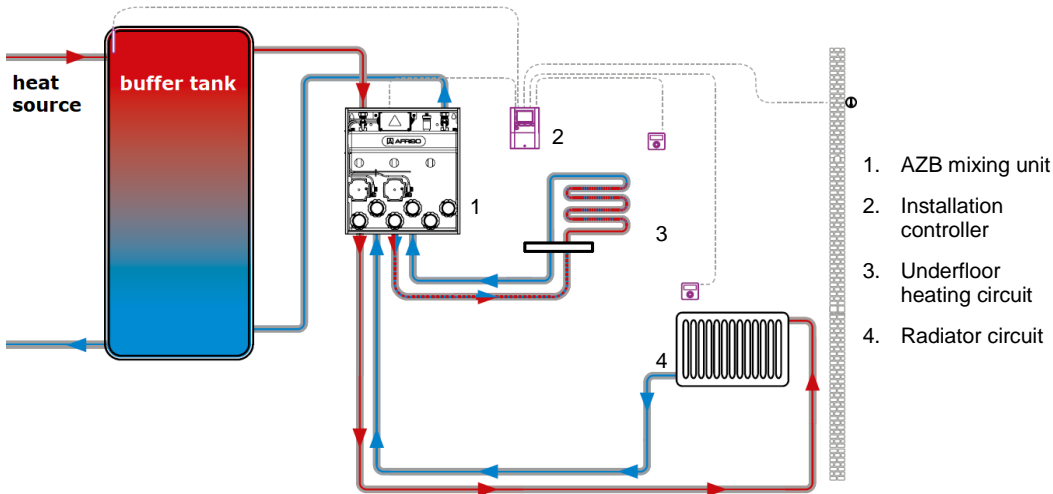 heat
source
buffer tank
AFRISO
1
2
3
4
1. AZB mixing unit
2. Installation
controller
3. Underfloor
heating circuit
4. Radiator circuit